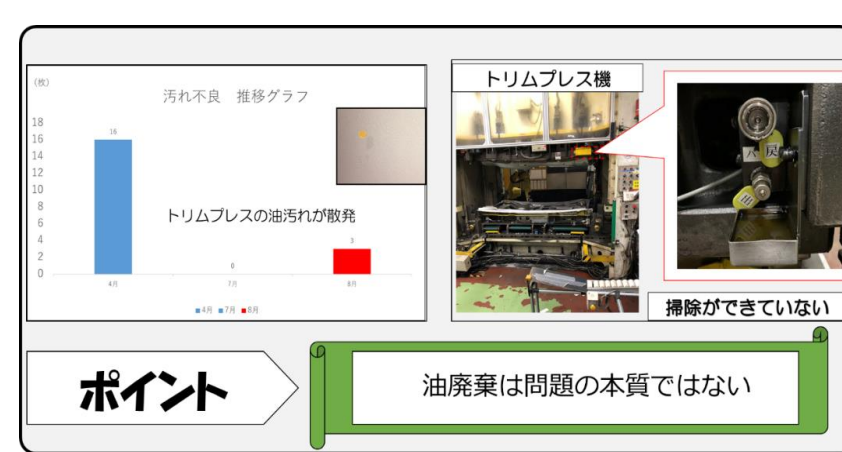 (枚)
汚れ不良 推移グラフ
18
16
14
12
10
8
6
4
2
0
16
0
3
トリムプレスの油汚れが散発
4月
7月
8月
■4月 ■7月 ■8月
トリムプレス機
戻
掃除ができていない
ポイント
油廃棄は問題の本質ではない